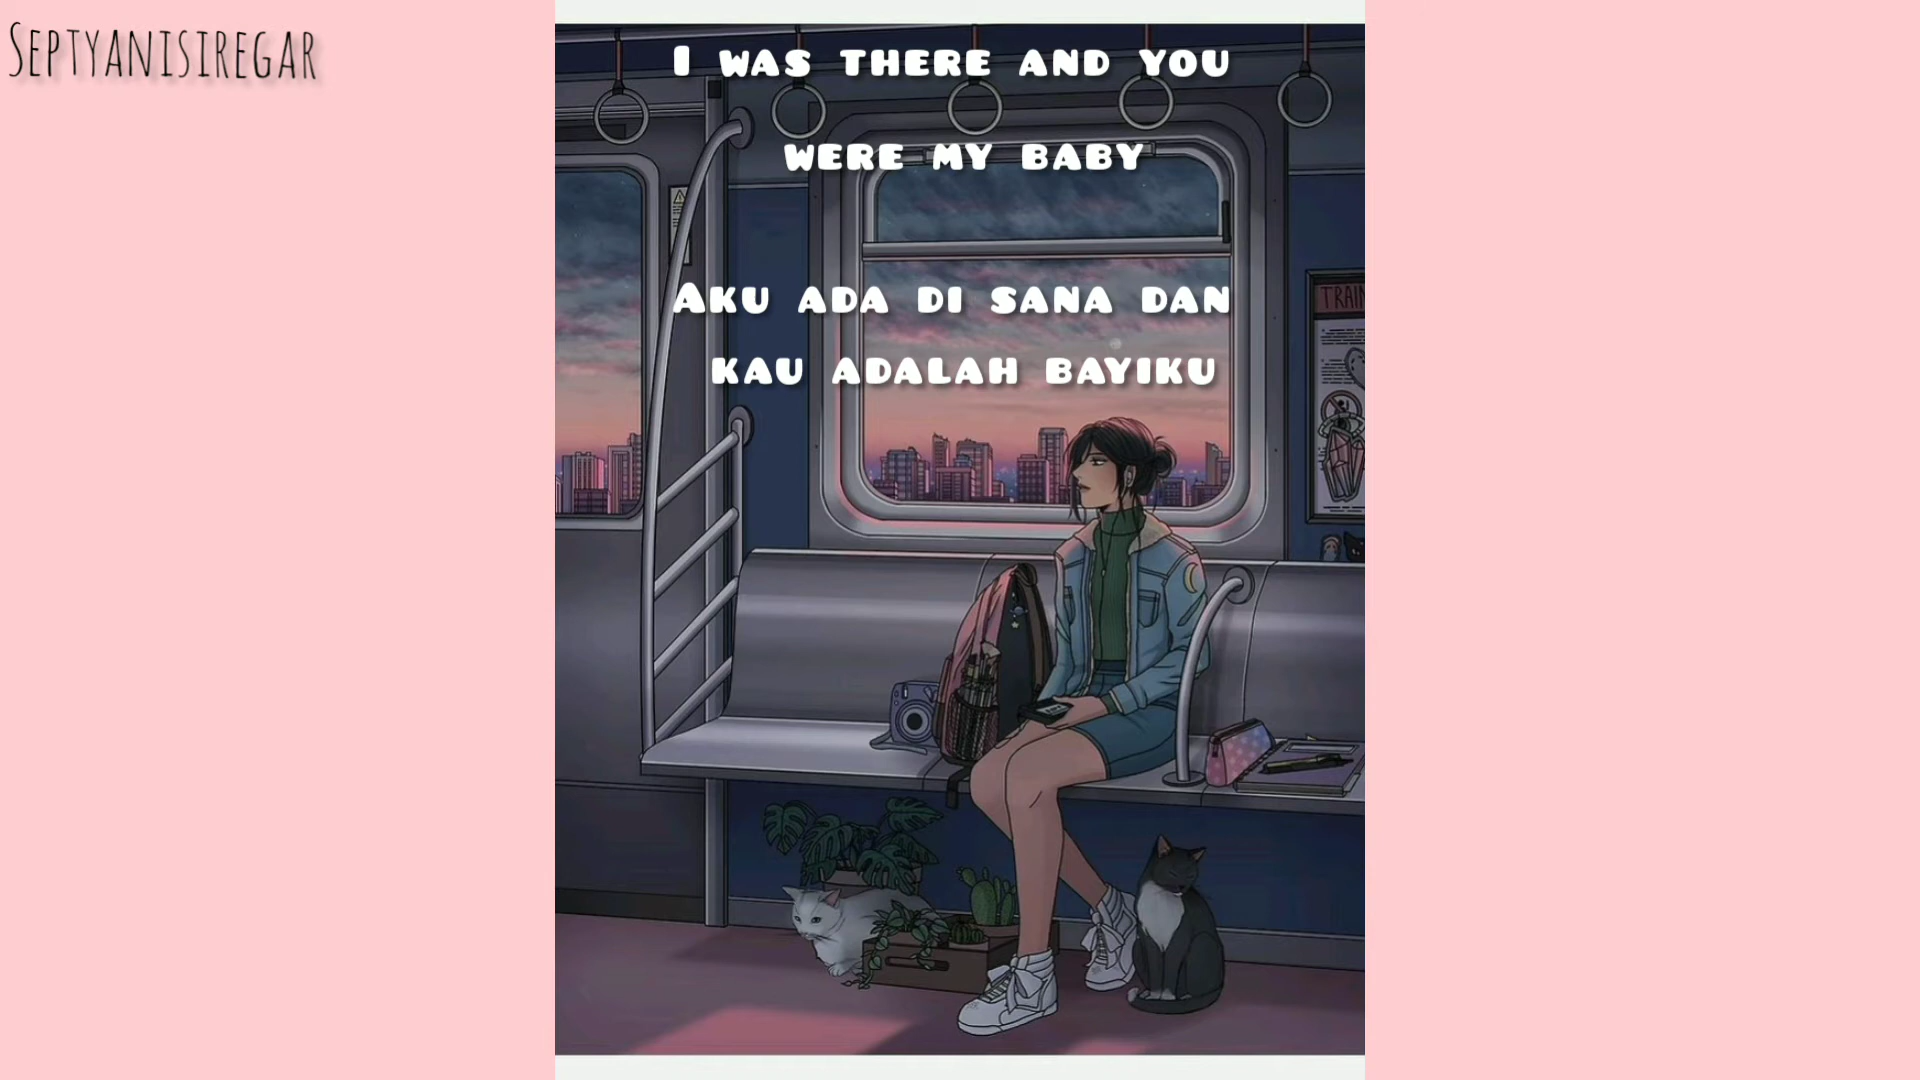 SEPTYANISIREGAR
I WAS THERE AND YOU
WERE MY BABY
AKU ADA DI SANA DAN
KAU ADALAH BAYIKU
TRAIN